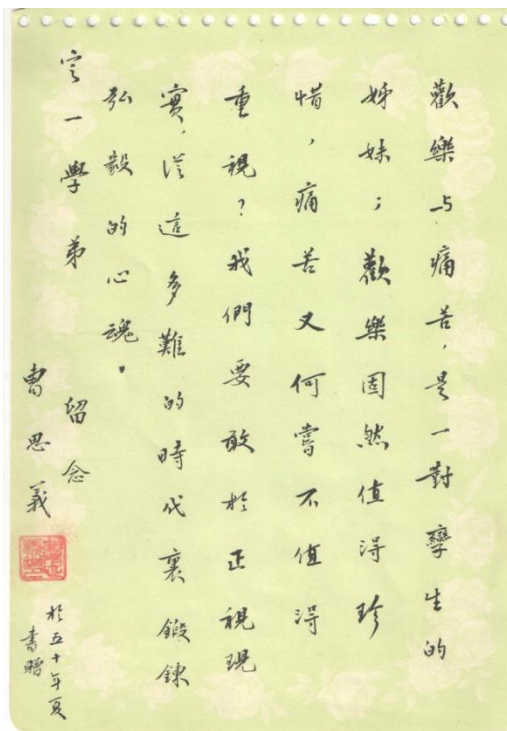 歡樂与痛苦，是一對孿生的
姊妹；歡樂固然值得珍
惜，痛苦又何嘗不值得
重視？我們要敢於正視現
實，從這多難的時代裏鍛鍊
弘毅的心魂。
定一學弟
留念
曹思義
於五十年夏
書贈